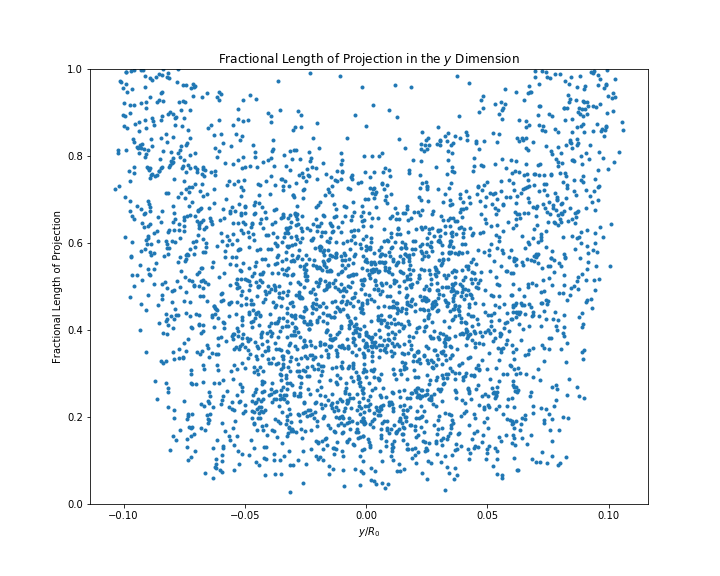 Fractional Length of Projection in the y Dimension
1.0
0.8
0.6
0.4
0.2
0.0
Fractional Length of Projection
−0.10 −0.05 0.00 0.05 0.10
y/R₀